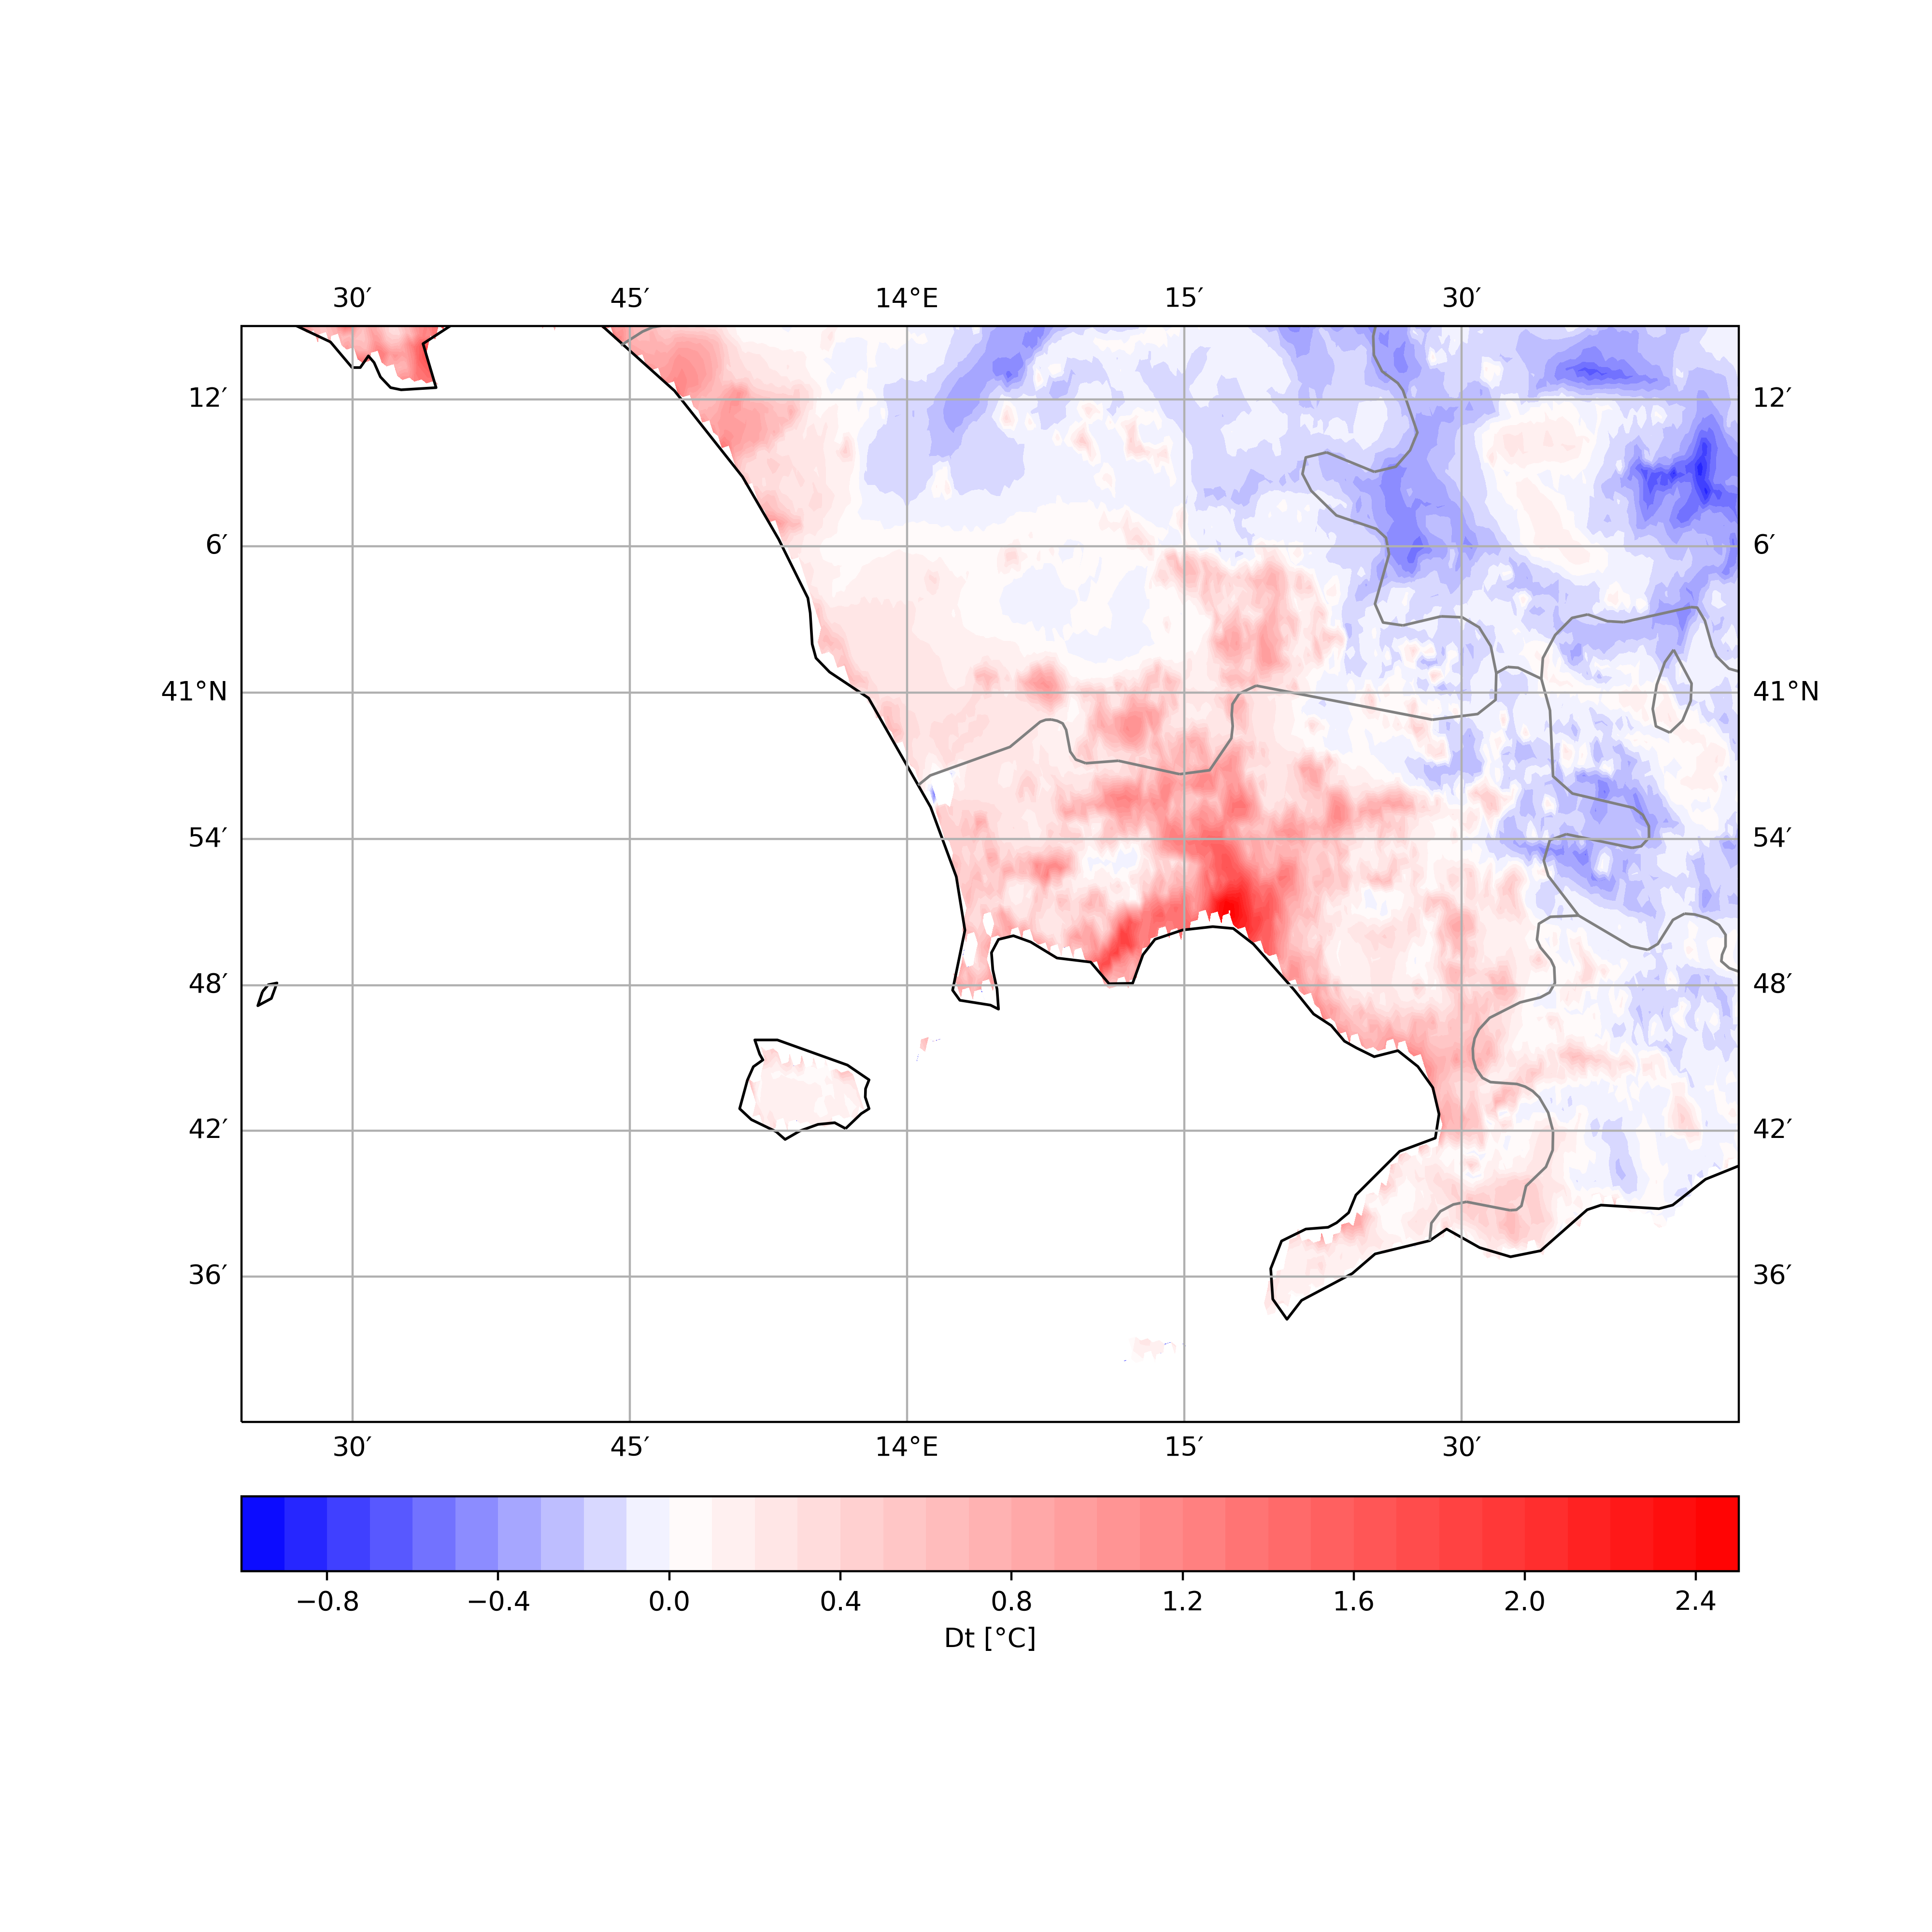 30′ 45′ 14°E 15′ 30′
12′ 12′
6′ 6′
41°N 41°N
54′ 54′
48′ 48′
42′ 42′
36′ 36′
30′ 45′ 14°E 15′ 30′
−0.8 −0.4 0.0 0.4 0.8 1.2 1.6 2.0 2.4
Dt [°C]